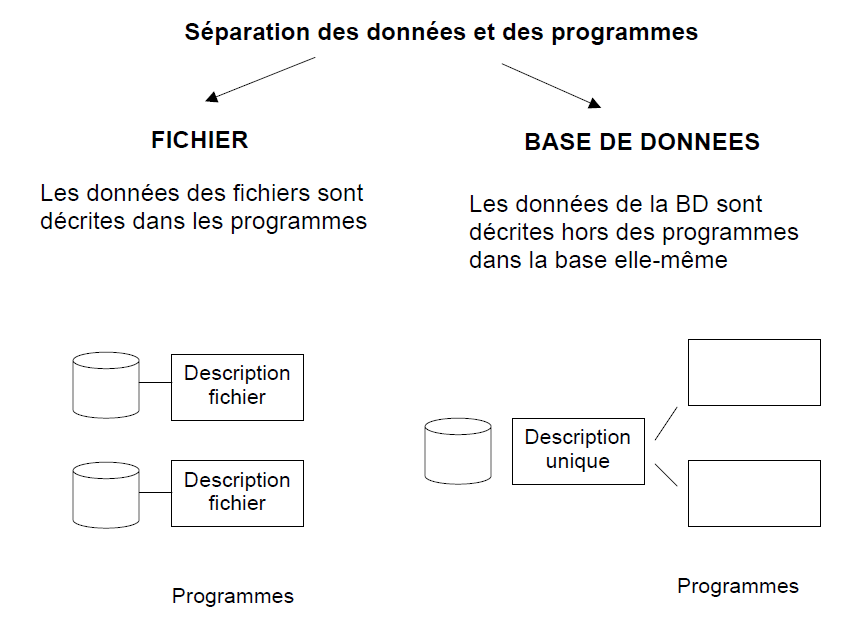 Séparation des données et des programmes
FICHIER
Les données des fichiers sont
décrites dans les programmes
Description
fichier
Description
fichier
Programmes
BASE DE DONNEES
Les données de la BD sont
décrites hors des programmes
dans la base elle-même
Description
unique
Programmes